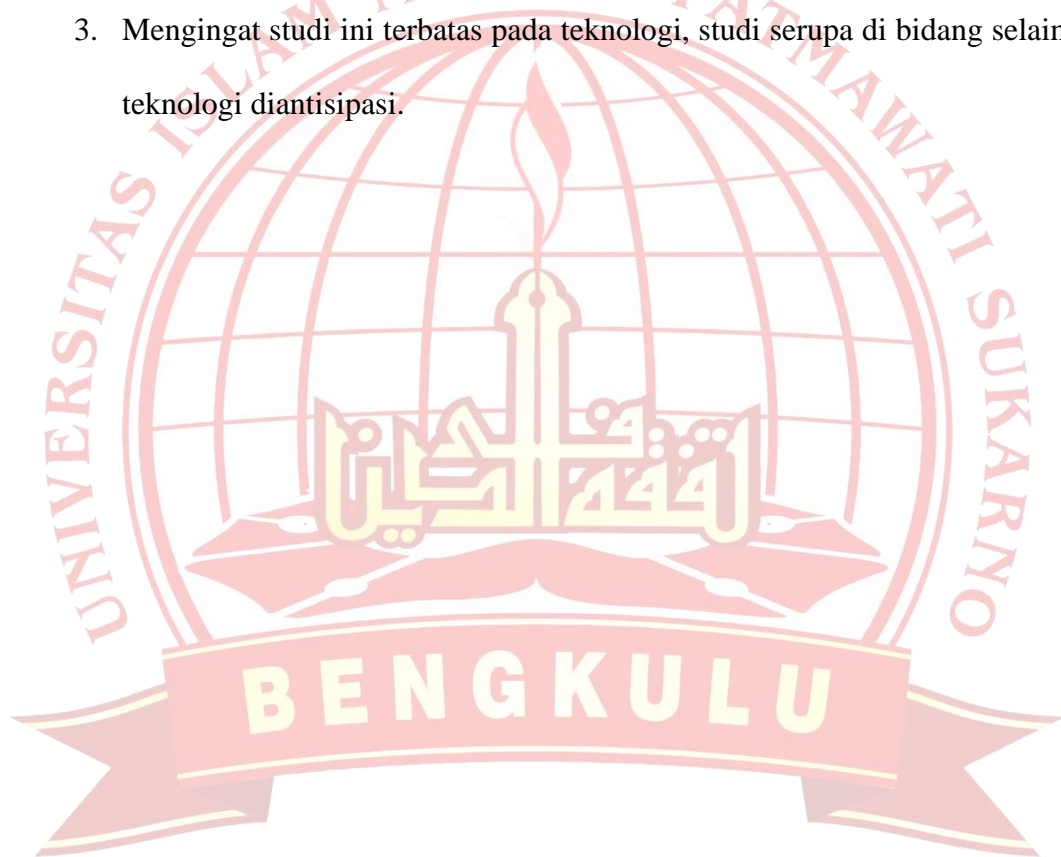 3. Mengingat studi ini terbatas pada teknologi, studi serupa di bidang selain
teknologi diantisipasi.
UNIVERSITAS ISLAM
FATMAWATI SUKARNO
BENGKULU